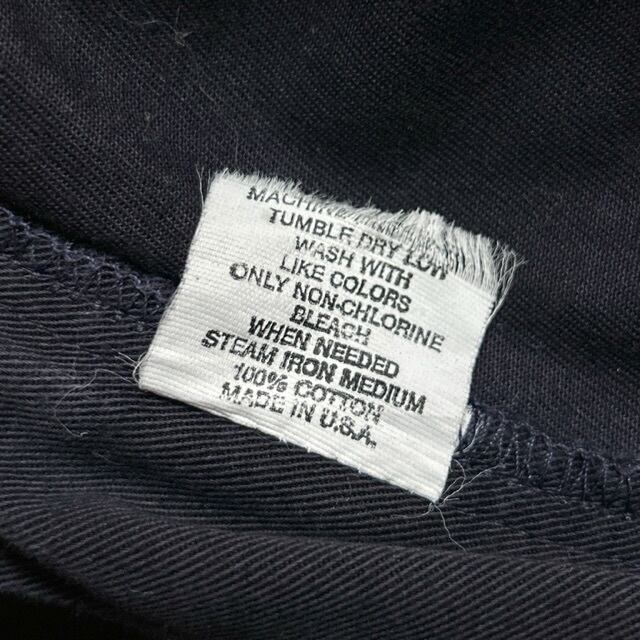 MACHINE
TUMBLE DRY LOW
WASH WITH
LIKE COLORS
ONLY NON-CHLORINE
BLEACH
WHEN NEEDED
STEAM IRON MEDIUM
100% COTTON
MADE IN U.S.A.